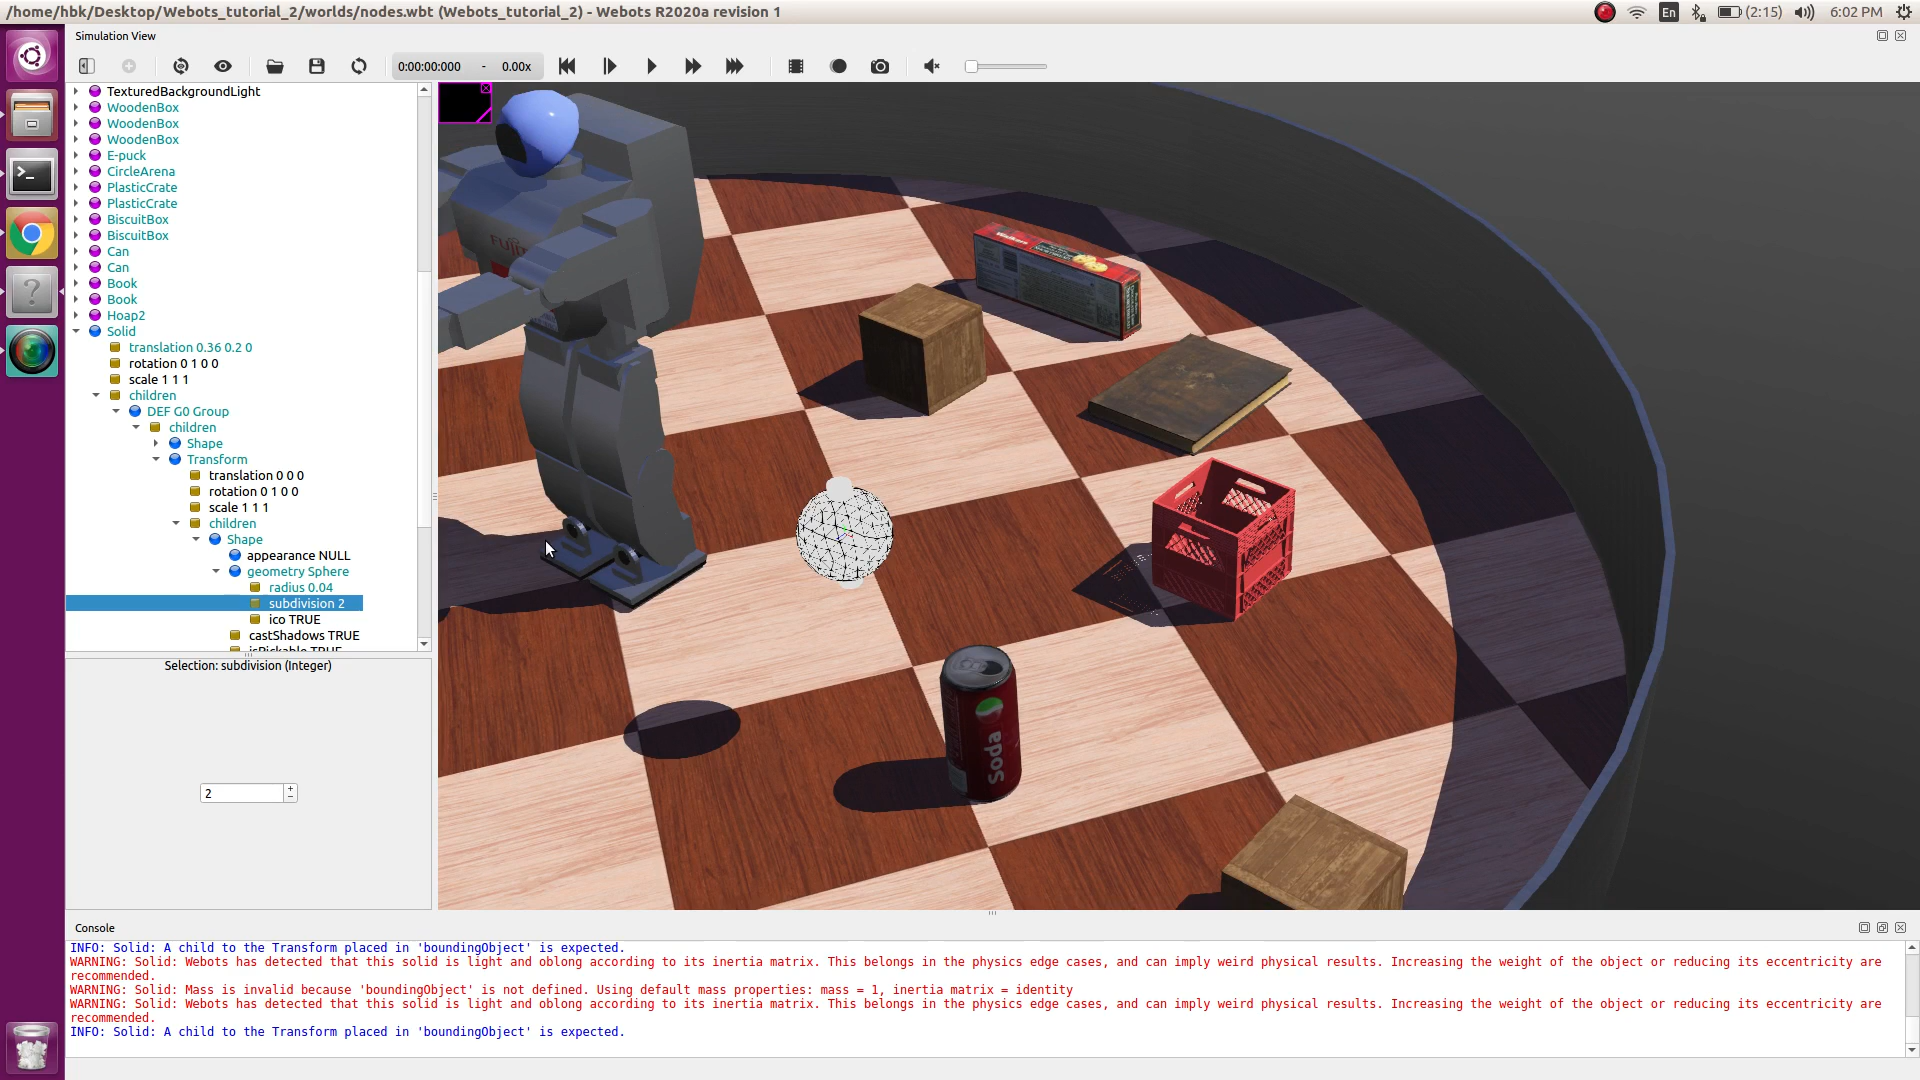 /home/hbk/Desktop/Webots_tutorial_2/worlds/nodes.wbt (Webots_tutorial_2) - Webots R2020a revision 1
En
(2:15)
6:02 PM
Simulation View
0:00:00:000 - 0.00x
TexturedBackgroundLight
WoodenBox
WoodenBox
WoodenBox
E-puck
CircleArena
PlasticCrate
PlasticCrate
BiscuitBox
BiscuitBox
Can
Can
Book
Book
Hoap2
Solid
translation 0.36 0.2 0
rotation 0 1 0 0
scale 1 1 1
children
DEF G0 Group
children
Shape
Transform
translation 0 0 0
rotation 0 1 0 0
scale 1 1 1
children
Shape
appearance NULL
geometry Sphere
radius 0.04
subdivision 2
ico TRUE
castShadows TRUE
isPickable TRUE
Selection: subdivision (Integer)
2
Soda
Console
INFO: Solid: A child to the Transform placed in 'boundingObject' is expected.
WARNING: Solid: Webots has detected that this solid is light and oblong according to its inertia matrix. This belongs in the physics edge cases, and can imply weird physical results. Increasing the weight of the object or reducing its eccentricity are
recommended.
WARNING: Solid: Mass is invalid because 'boundingObject' is not defined. Using default mass properties: mass = 1, inertia matrix = identity
WARNING: Solid: Webots has detected that this solid is light and oblong according to its inertia matrix. This belongs in the physics edge cases, and can imply weird physical results. Increasing the weight of the object or reducing its eccentricity are
recommended.
INFO: Solid: A child to the Transform placed in 'boundingObject' is expected.